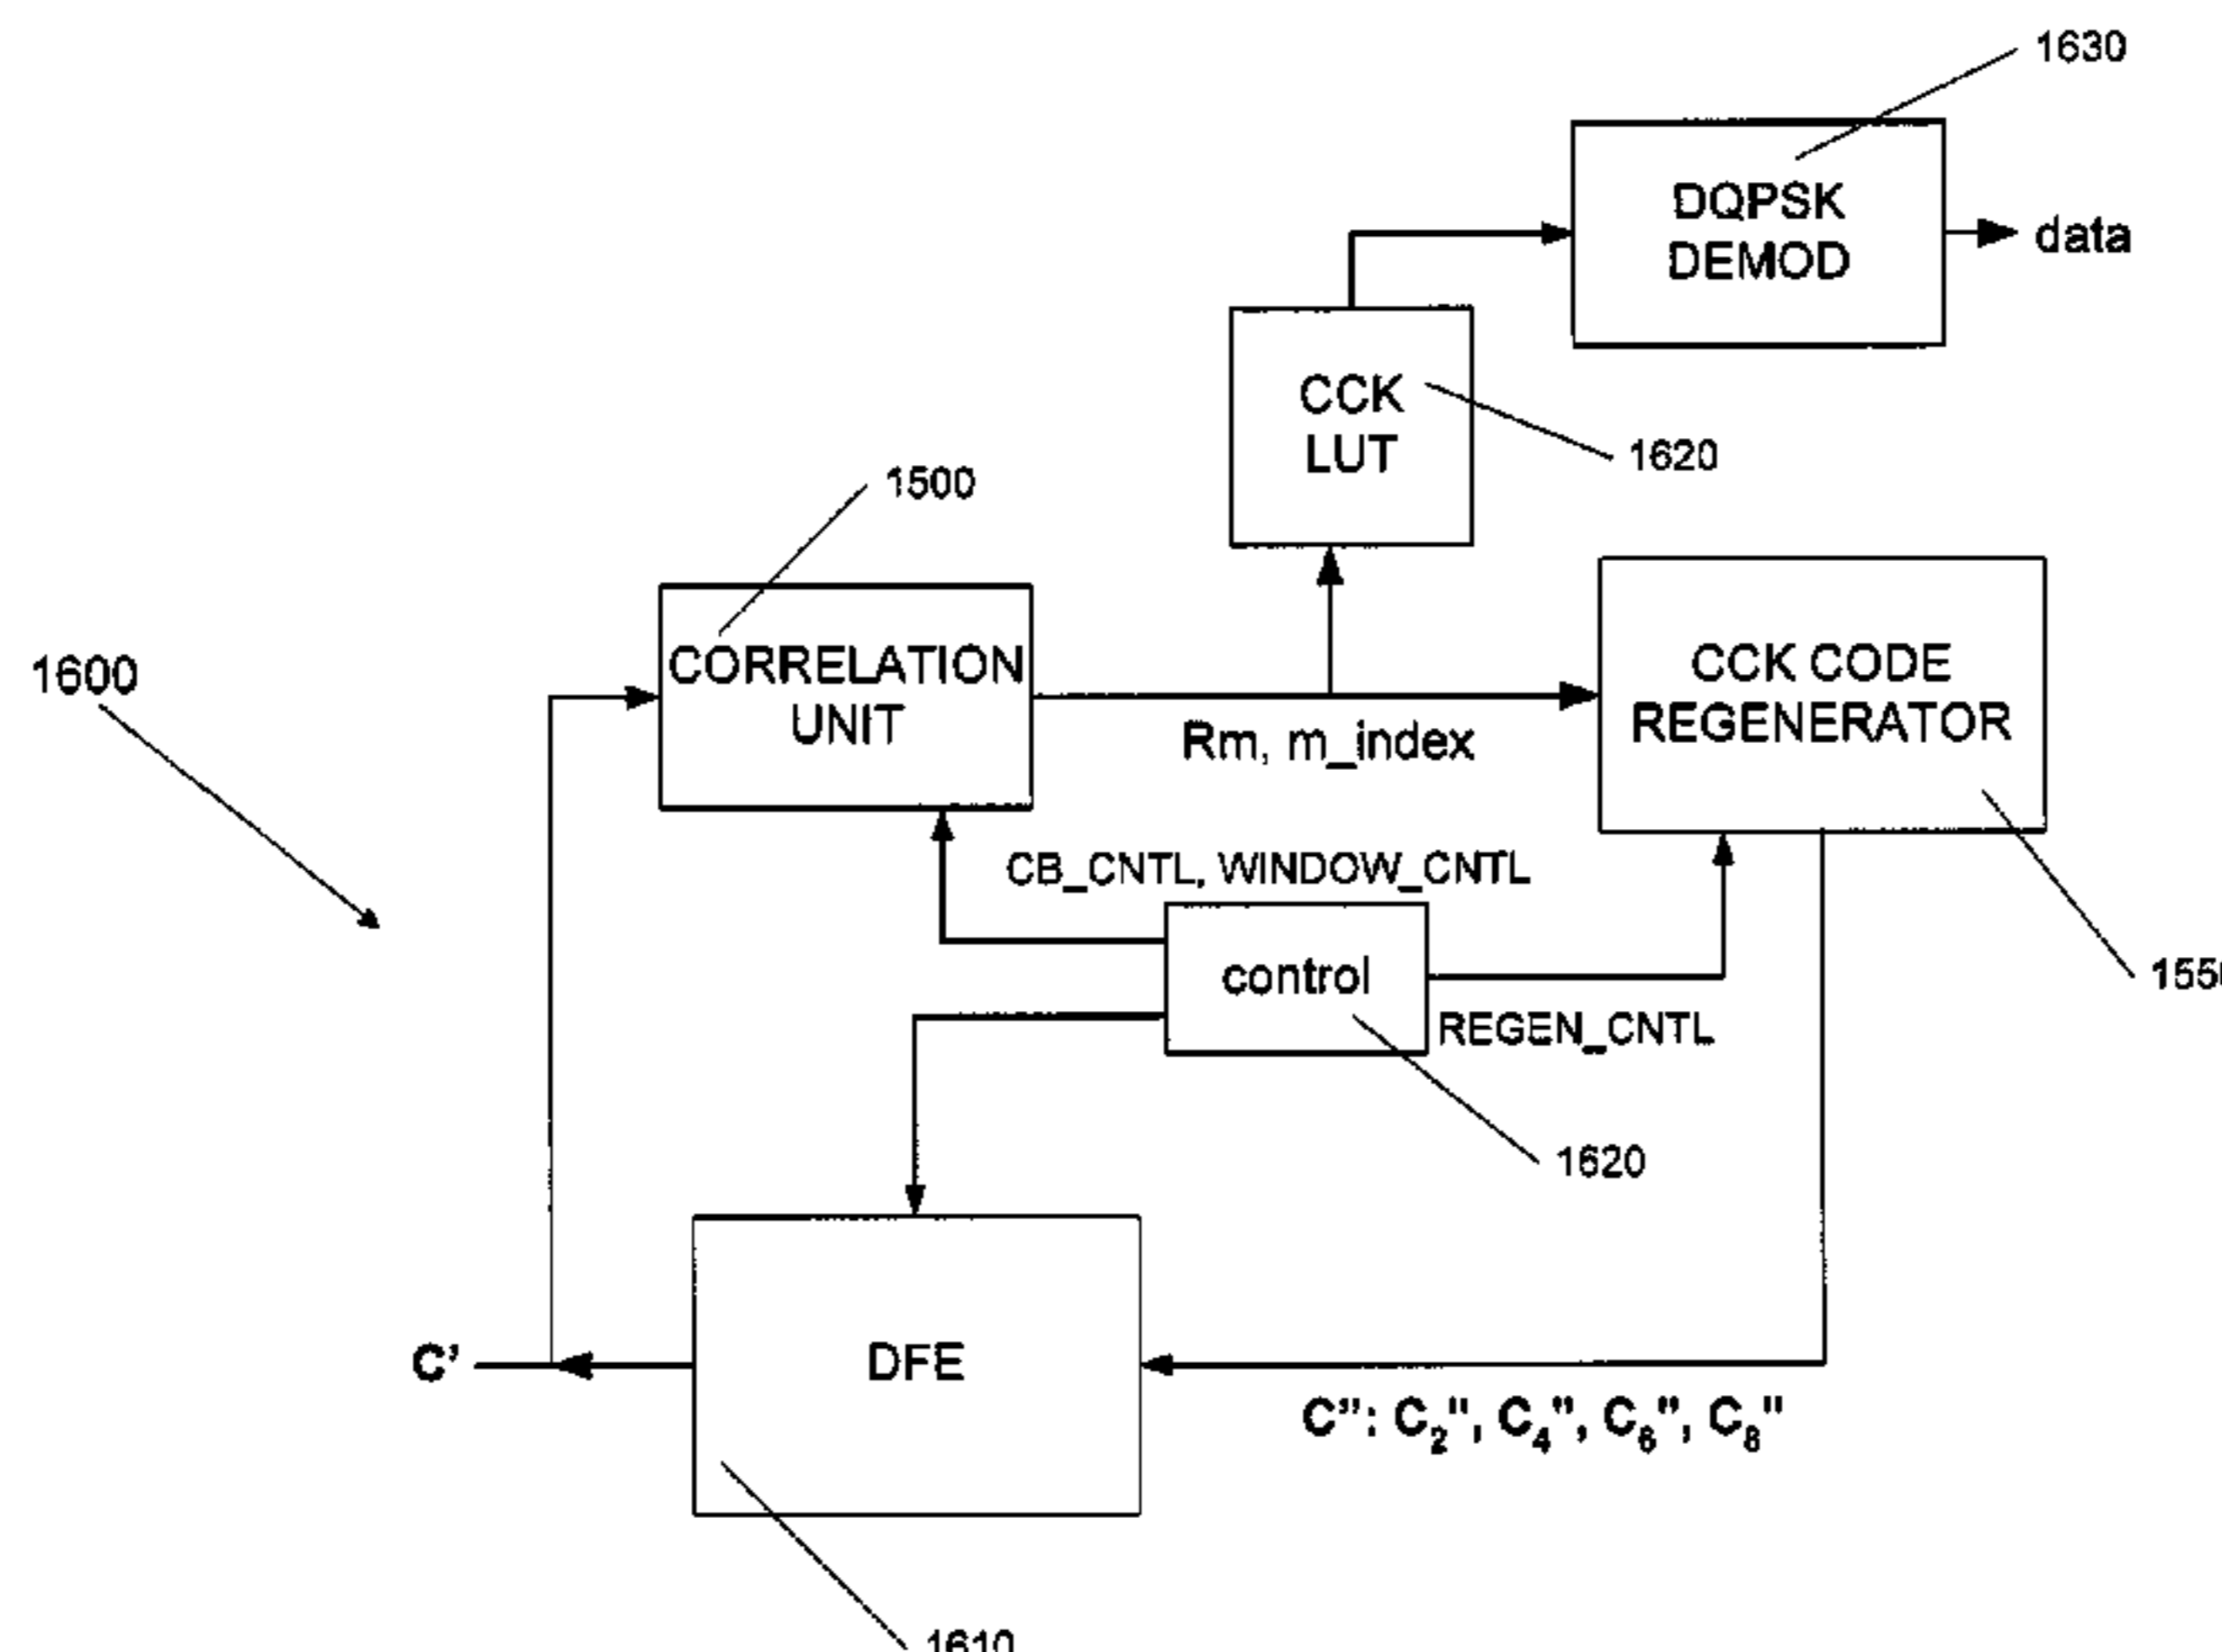 1630
DQPSK
DEMOD
data
CCK
LUT
1620
1500
1600
CORRELATION
UNIT
Rm, m_index
CCK CODE
REGENERATOR
CB_CNTL, WINDOW_CNTL
control
REGEN_CNTL
1550
1620
C'
DFE
C": C2", C4", C6", C8"
1610